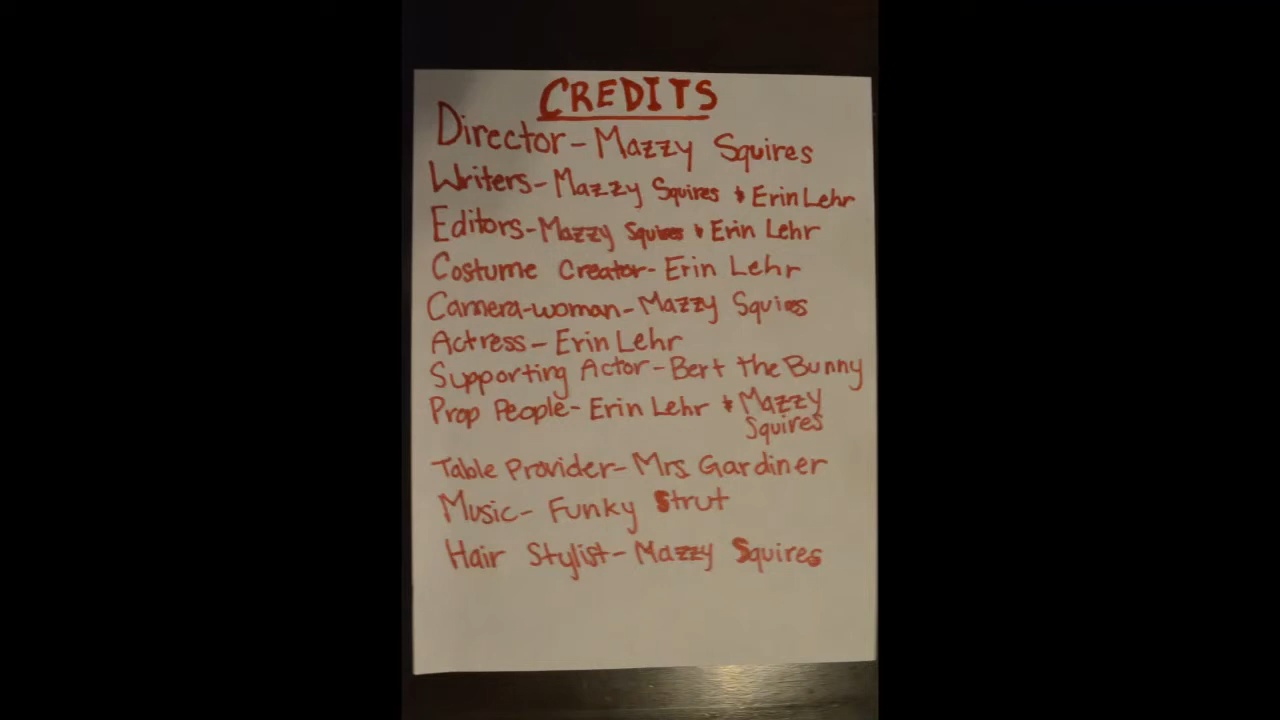 CREDITS
Director- Mazzy Squires
Writers- Mazzy Squires & Erin Lehr
Editors- Mazzy Squires & Erin Lehr
Costume Creator- Erin Lehr
Camera-woman- Mazzy Squires
Actress- Erin Lehr
Supporting Actor- Bert the Bunny
Prop People- Erin Lehr & Mazzy
Squires
Table Provider- Mrs Gardiner
Music- Funky Strut
Hair Stylist- Mazzy Squires